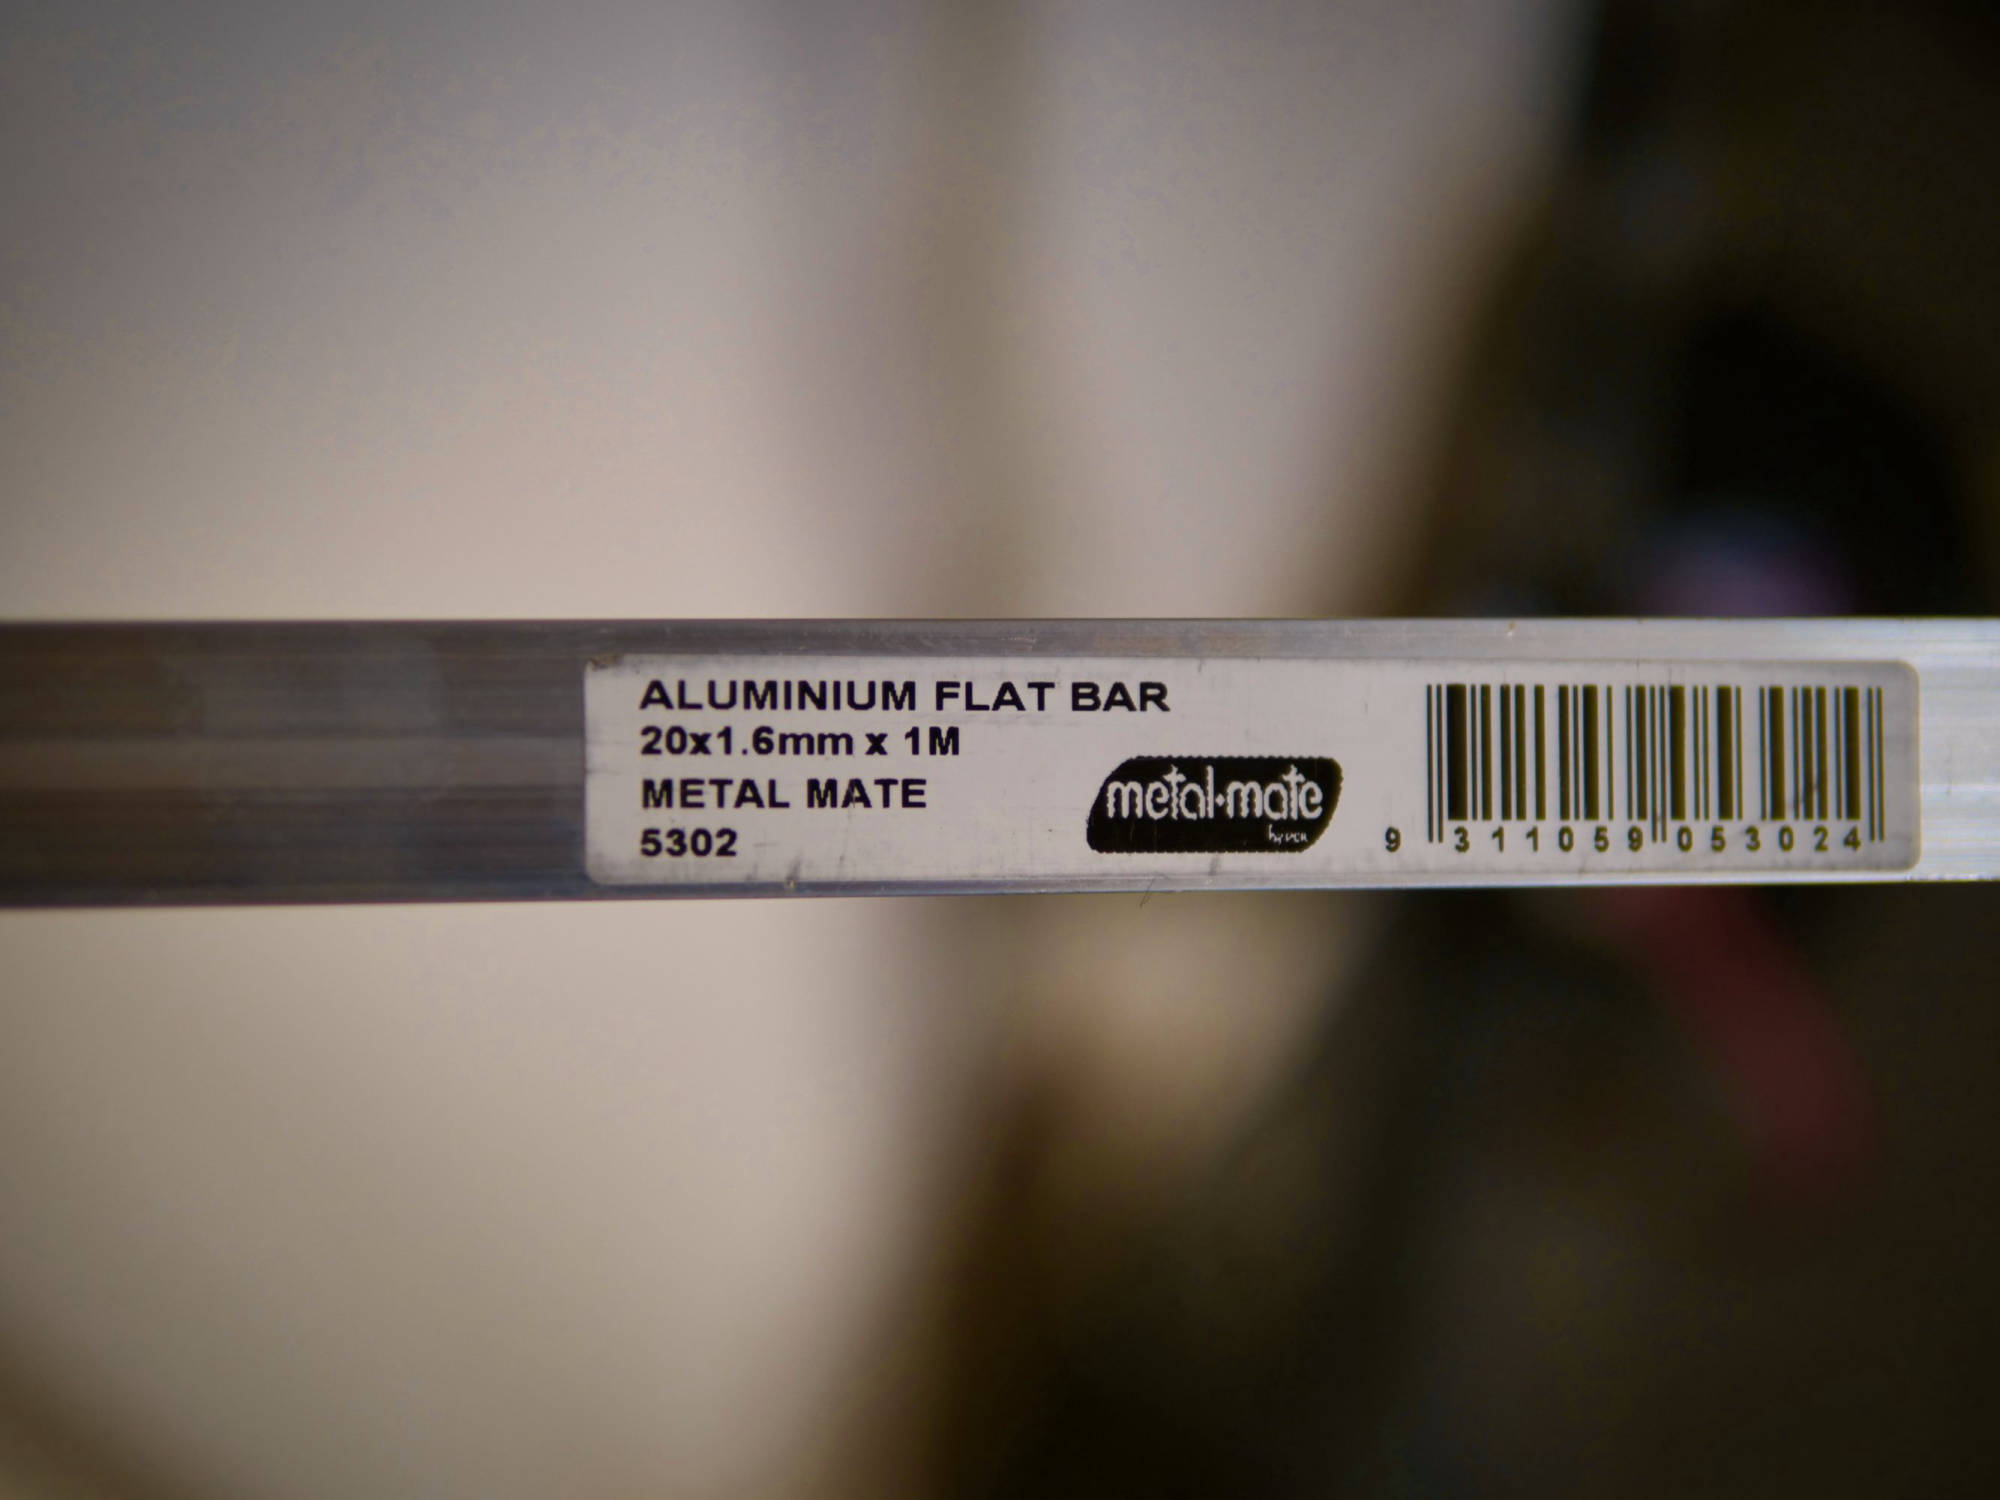 ALUMINIUM FLAT BAR
20x1.6mm x 1M
METAL MATE
5302
metal·mate
9 311059 053024